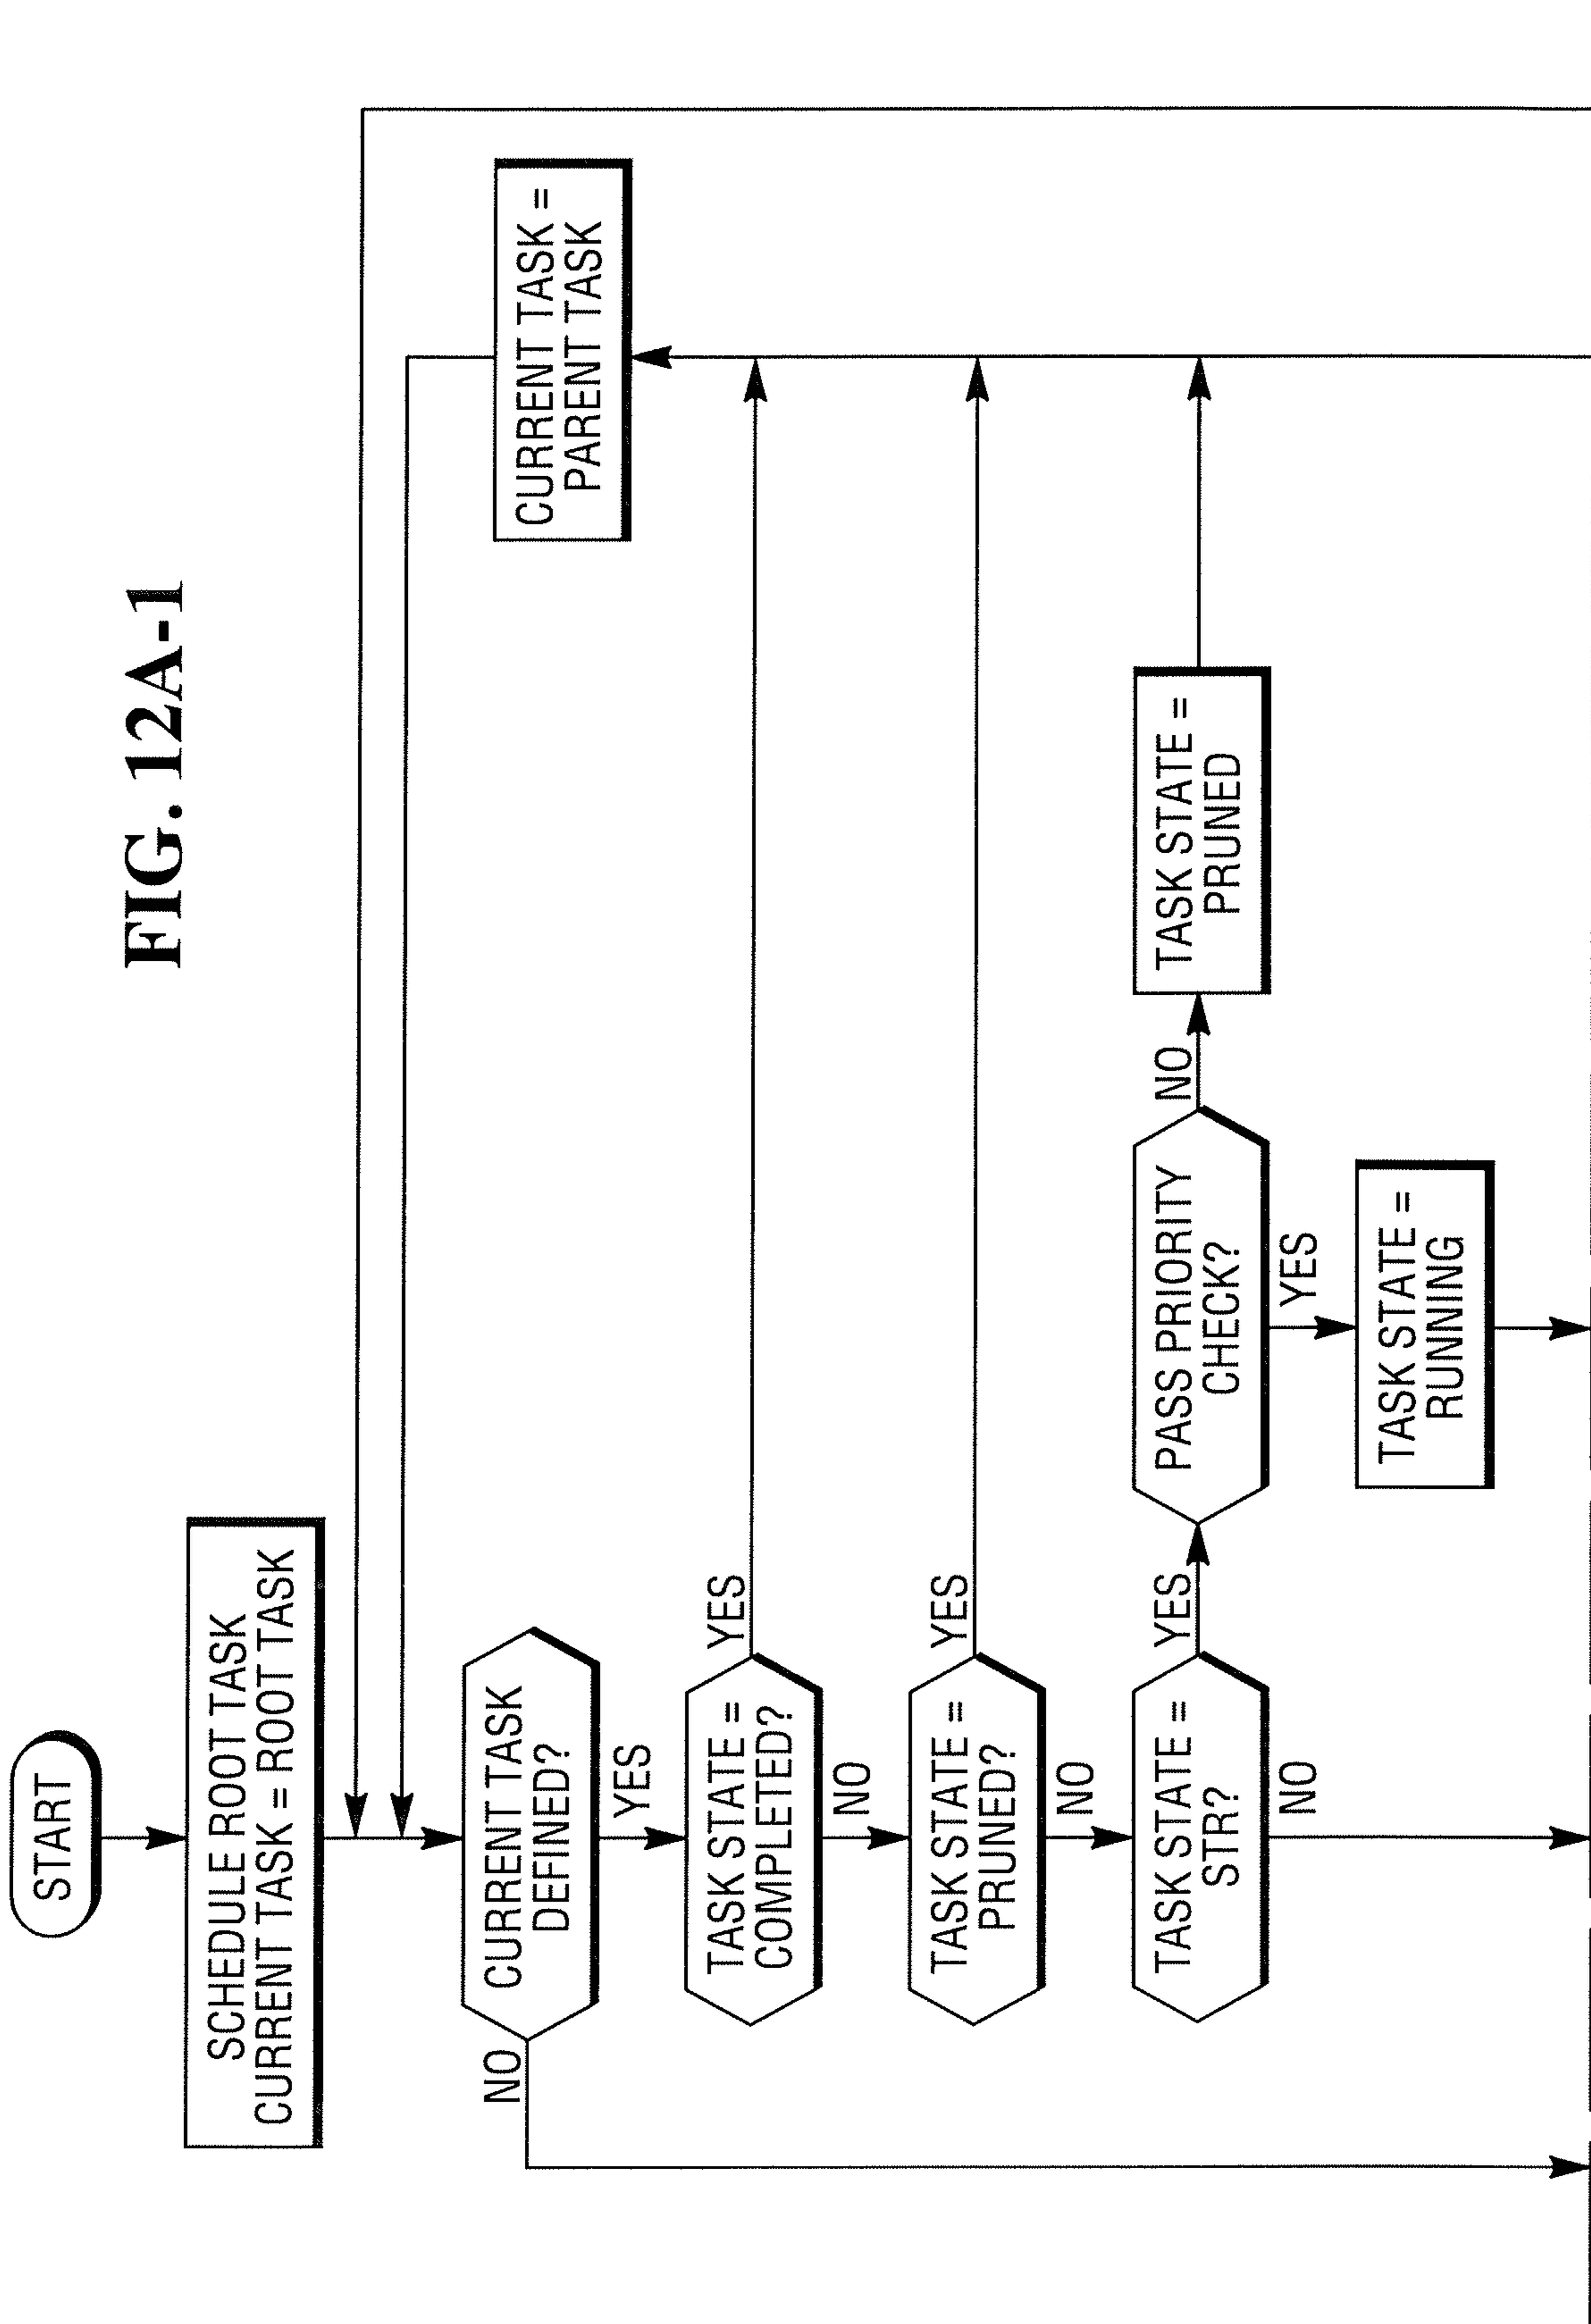 FIG. 12A-1
START
SCHEDULE ROOT TASK
CURRENT TASK = ROOT TASK
CURRENT TASK
DEFINED?
NO
YES
CURRENT TASK =
PARENT TASK
TASK STATE =
COMPLETED?
YES
NO
TASK STATE =
PRUNED?
YES
NO
TASK STATE =
STR?
YES
NO
PASS PRIORITY
CHECK?
NO
YES
TASK STATE =
PRUNED
TASK STATE =
RUNNING